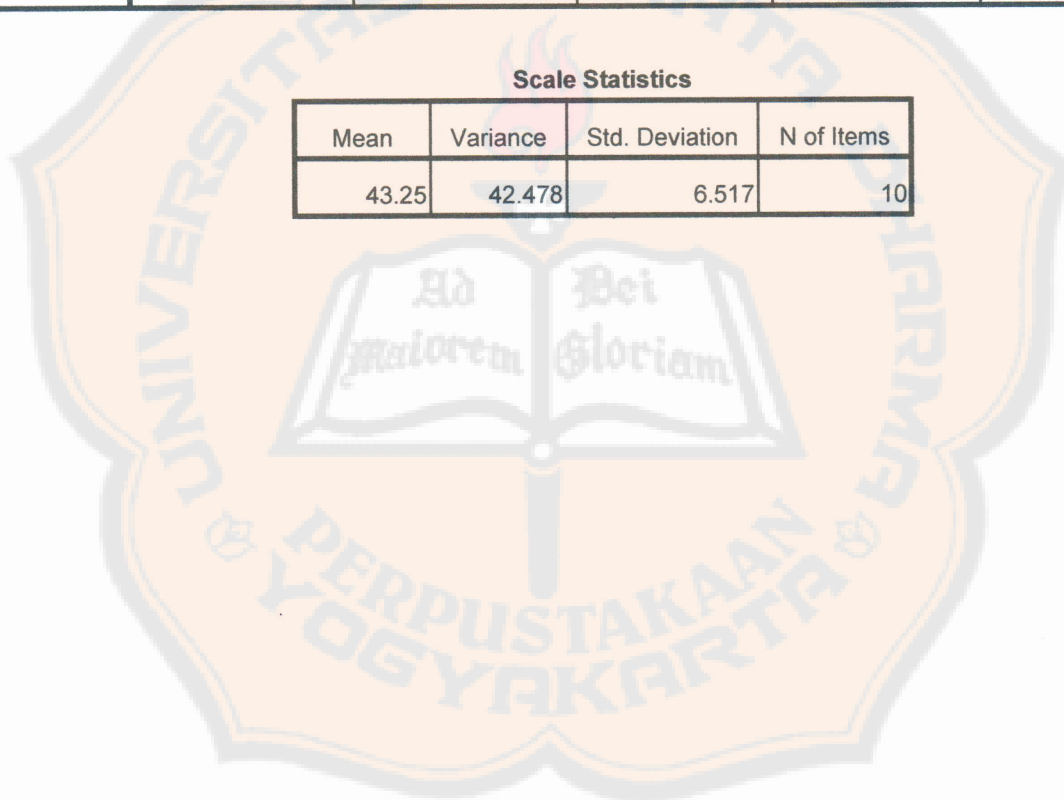 Scale Statistics
Mean Variance Std. Deviation N of Items
43.25 42.478 6.517 10
UNIVERSITAS
DHARMA
Ad Dei
maiorem Gloriam
PERPUSTAKAAN
YOGYAKARTA